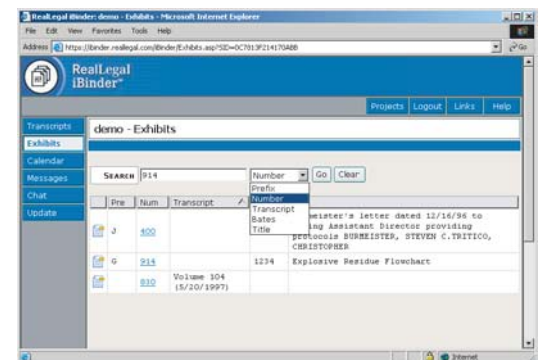 RealLegal iBinder: demo - Exhibits - Microsoft Internet Explorer
File Edit View Favorites Tools Help
Address https://ibinder.reallegal.com/iBinder/Exhibits.asp?SID= Go
RealLegal
iBinder™
Projects Logout Links Help
Transcripts
Exhibits
Calendar
Messages
Chat
Update
demo - Exhibits
SEARCH 914 Number Go Clear
Prefix
Number
Transcript
Bates
Title
Pre Num Transcript
J 400 meister's letter dated 12/16/96 to
ing Assistant Director providing
protocols BURMEISTER, STEVEN C.TRITICO,
CHRISTOPHER
G 914 1234 Explosive Residue Flowchart
830 Volume 104
(5/20/1997)
Internet